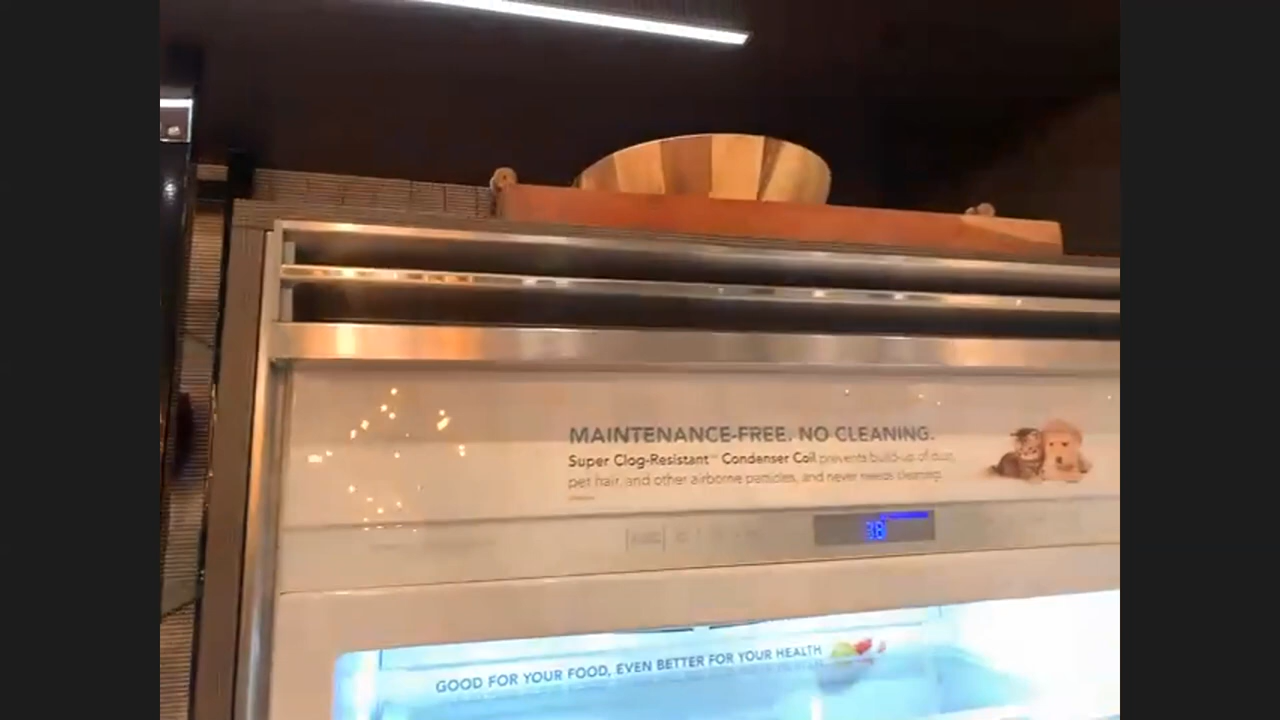 MAINTENANCE-FREE. NO CLEANING.
Super Clog-Resistant™ Condenser Coil prevents build-up of dust,
pet hair, and other airborne particles, and never needs cleaning.
38
GOOD FOR YOUR FOOD, EVEN BETTER FOR YOUR HEALTH